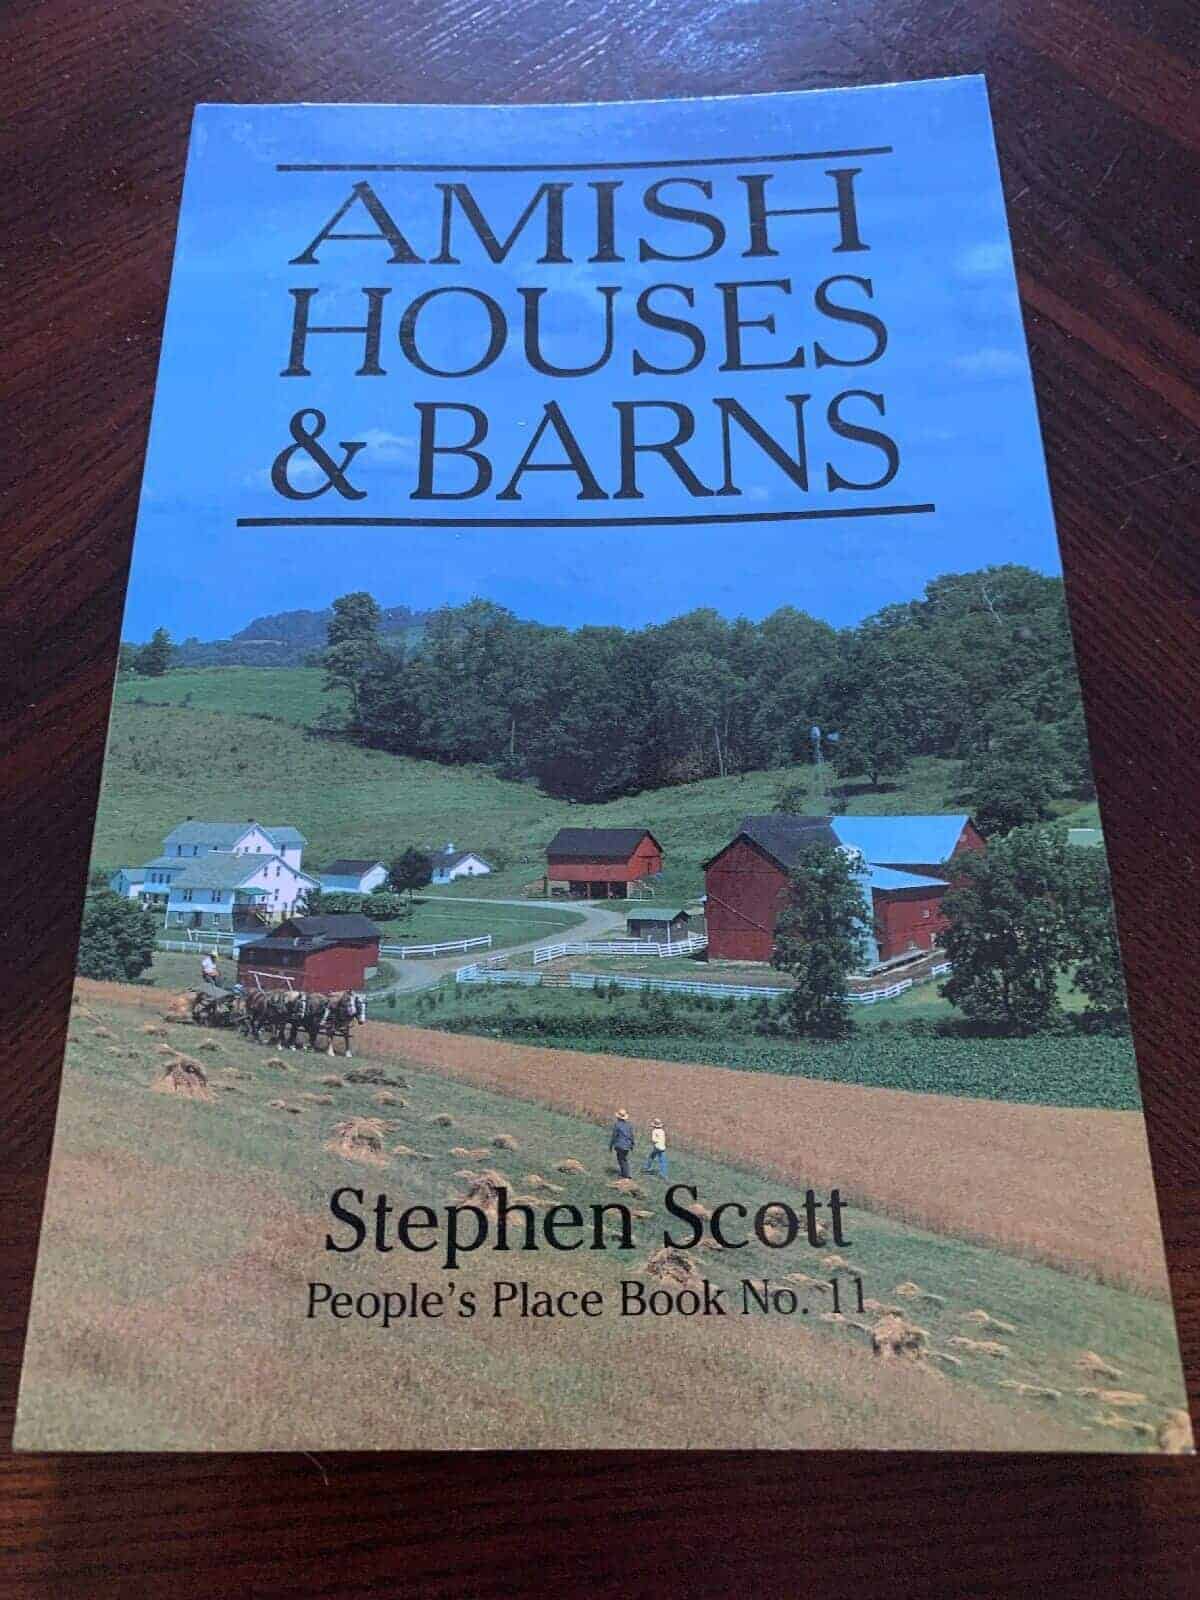 AMISH
HOUSES
& BARNS
Stephen Scott
People's Place Book No. 11